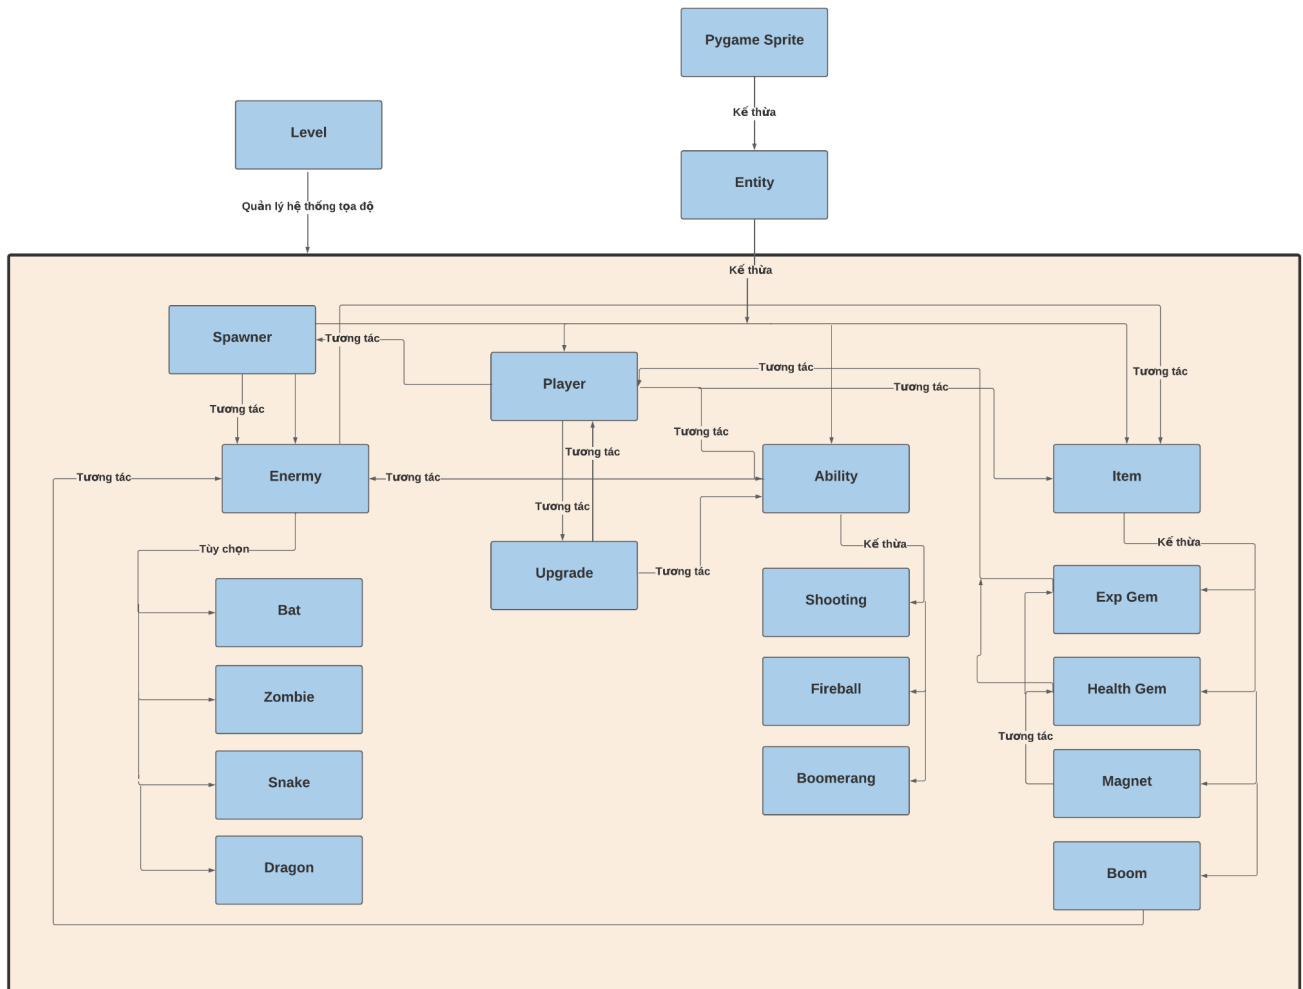 Pygame Sprite
Kế thừa
Level
Entity
Quản lý hệ thống tọa độ
Kế thừa
Spawner
Tương tác
Player
Tương tác
Tương tác
Tương tác
Tương tác
Tương tác
Tương tác
Tương tác
Enermy
Tương tác
Tương tác
Ability
Item
Tương tác
Tùy chọn
Kế thừa
Kế thừa
Upgrade
Tương tác
Bat
Shooting
Exp Gem
Zombie
Fireball
Health Gem
Tương tác
Snake
Boomerang
Magnet
Dragon
Boom